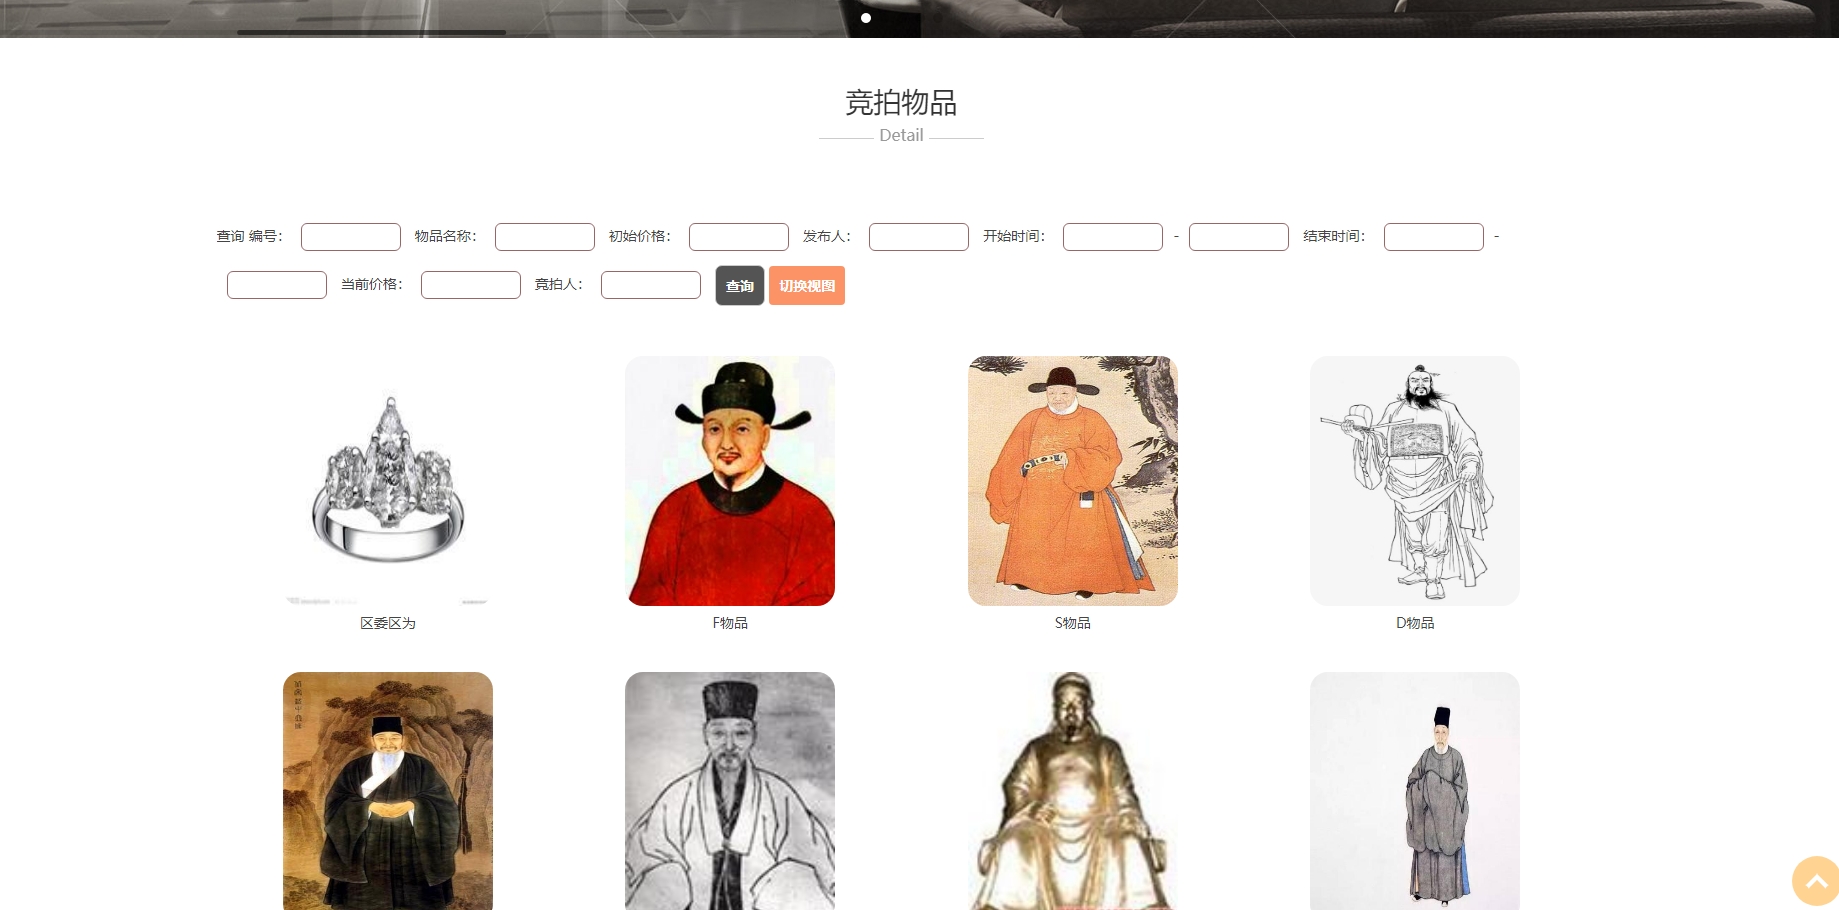 竞拍物品
Detail
查询 编号： 物品名称： 初始价格： 发布人： 开始时间： - 结束时间： -
当前价格： 竞拍人： 查询 切换视图
区委区为 F物品 S物品 D物品